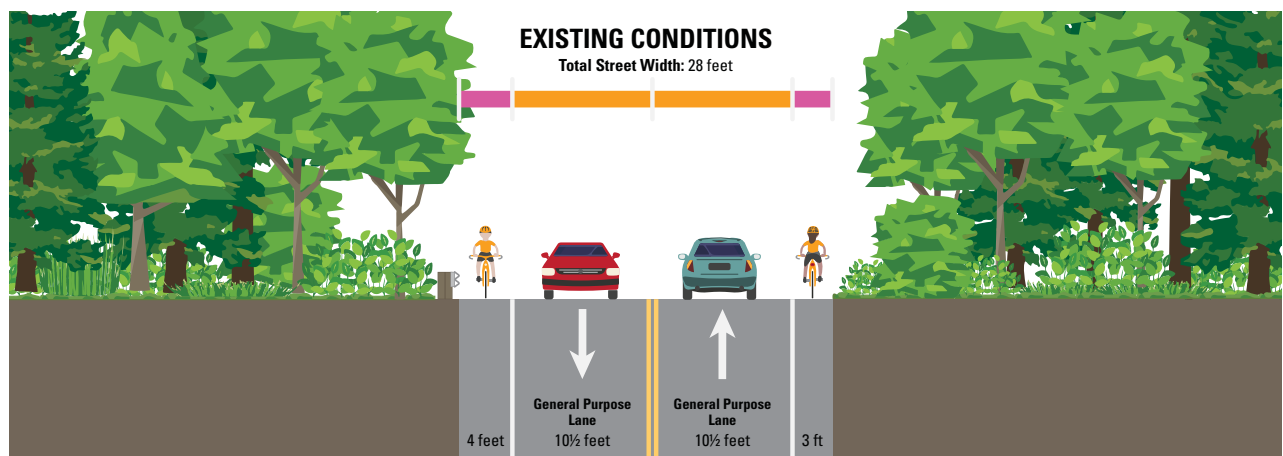 EXISTING CONDITIONS
Total Street Width: 28 feet
General Purpose
Lane
General Purpose
Lane
4 feet
10½ feet
10½ feet
3 ft